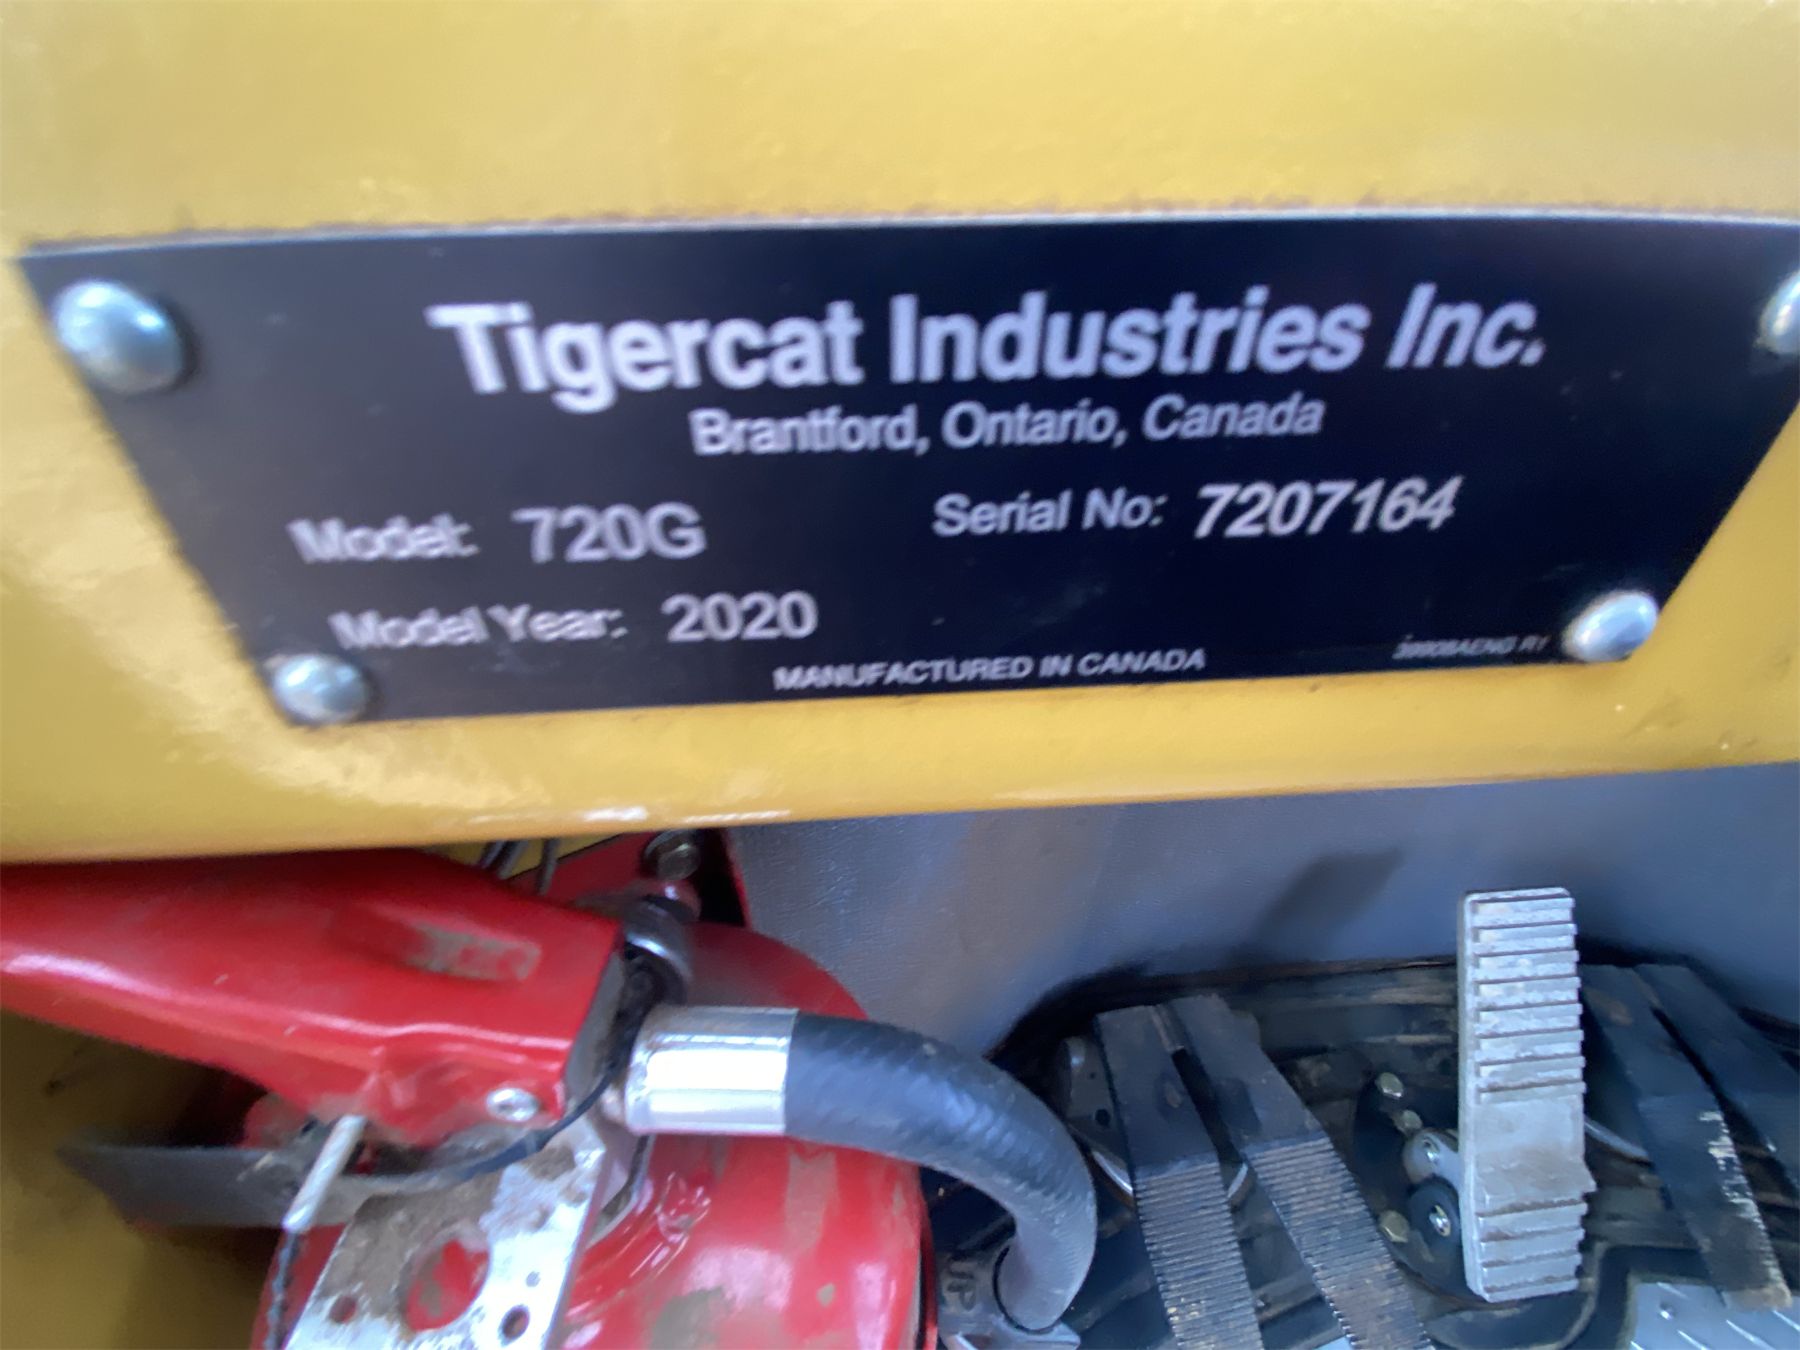 Tigercat Industries Inc.
Brantford, Ontario, Canada
Model: 720G Serial No: 7207164
Model Year: 2020
MANUFACTURED IN CANADA